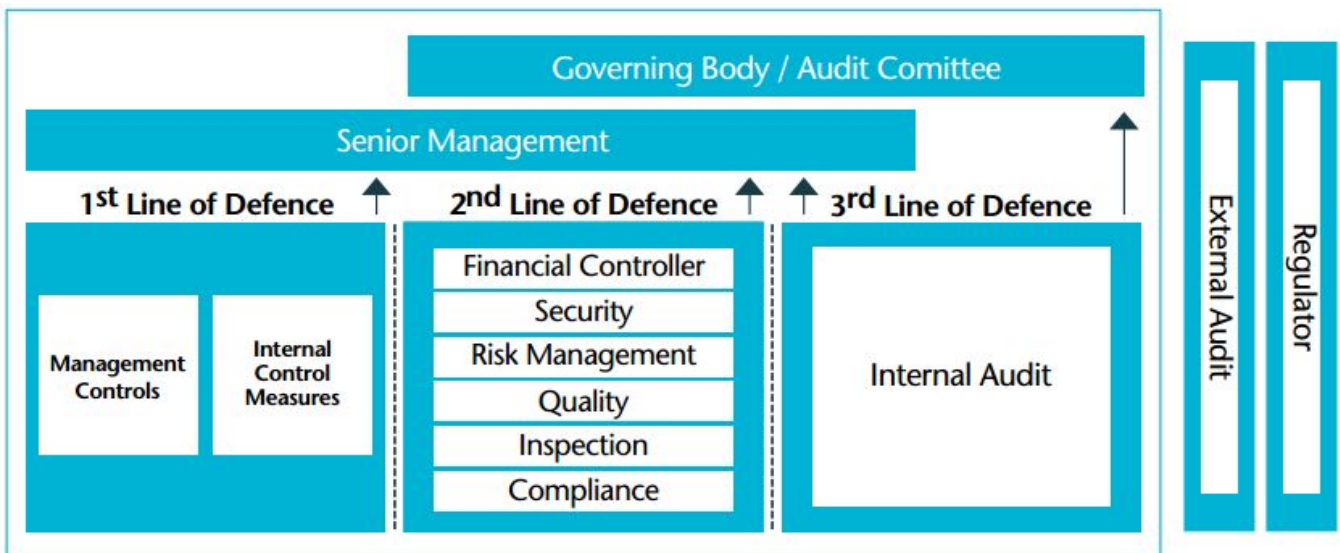 Governing Body / Audit Comittee
Senior Management
1st Line of Defence
2nd Line of Defence
3rd Line of Defence
Management
Controls
Internal
Control
Measures
Financial Controller
Security
Risk Management
Quality
Inspection
Compliance
Internal Audit
External Audit
Regulator